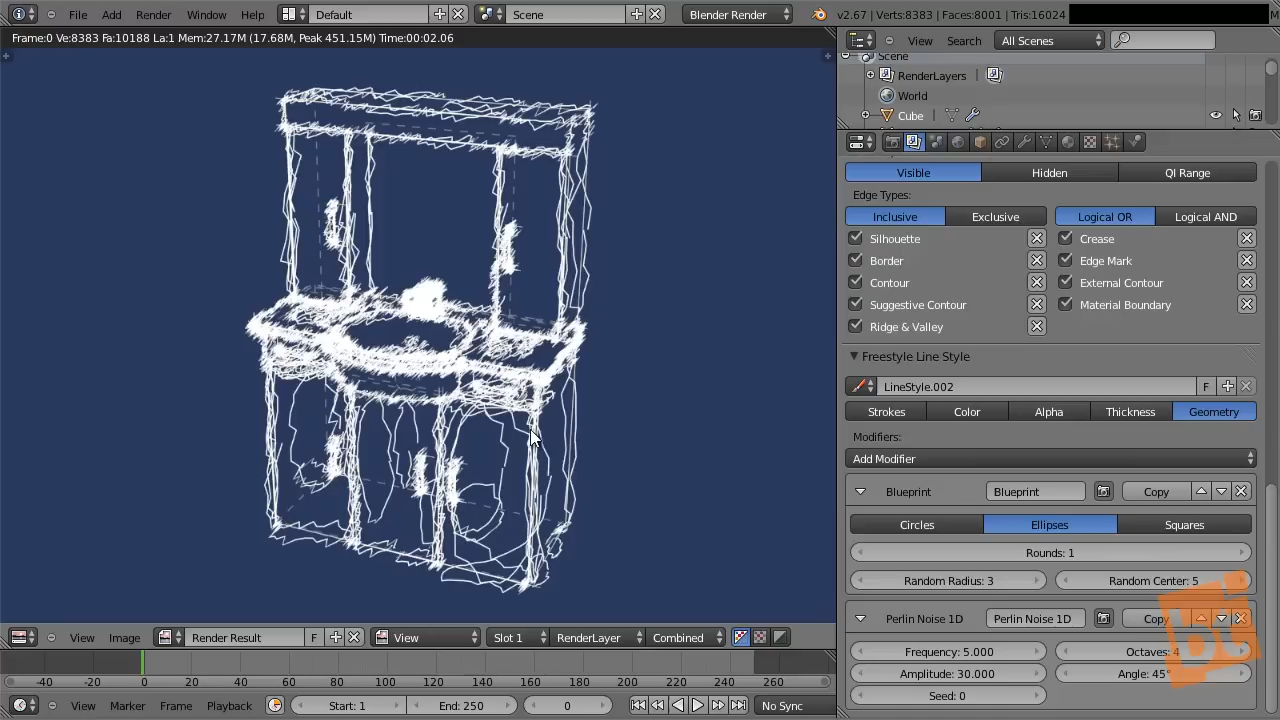 File Add Render Window Help Default Scene Blender Render v2.67 | Verts:8383 | Faces:8001 | Tris:16024
Frame:0 Ve:8383 Fa:10188 La:1 Mem:27.17M (17.68M, Peak 451.15M) Time:00:02.06
View Search All Scenes
Scene
RenderLayers
World
Cube
Visible Hidden QI Range
Edge Types:
Inclusive Exclusive Logical OR Logical AND
Silhouette Crease
Border Edge Mark
Contour External Contour
Suggestive Contour Material Boundary
Ridge & Valley
Freestyle Line Style
LineStyle.002 F
Strokes Color Alpha Thickness Geometry
Modifiers:
Add Modifier
Blueprint Blueprint Copy
Circles Ellipses Squares
Rounds: 1
Random Radius: 3 Random Center: 5
Perlin Noise 1D Perlin Noise 1D Copy
Frequency: 5.000 Octaves: 4
Amplitude: 30.000 Angle: 45°
Seed: 0
View Image Render Result F View Slot 1 RenderLayer Combined
-40 -20 0 20 40 60 80 100 120 140 160 180 200 220 240 260
View Marker Frame Playback Start: 1 End: 250 0 No Sync